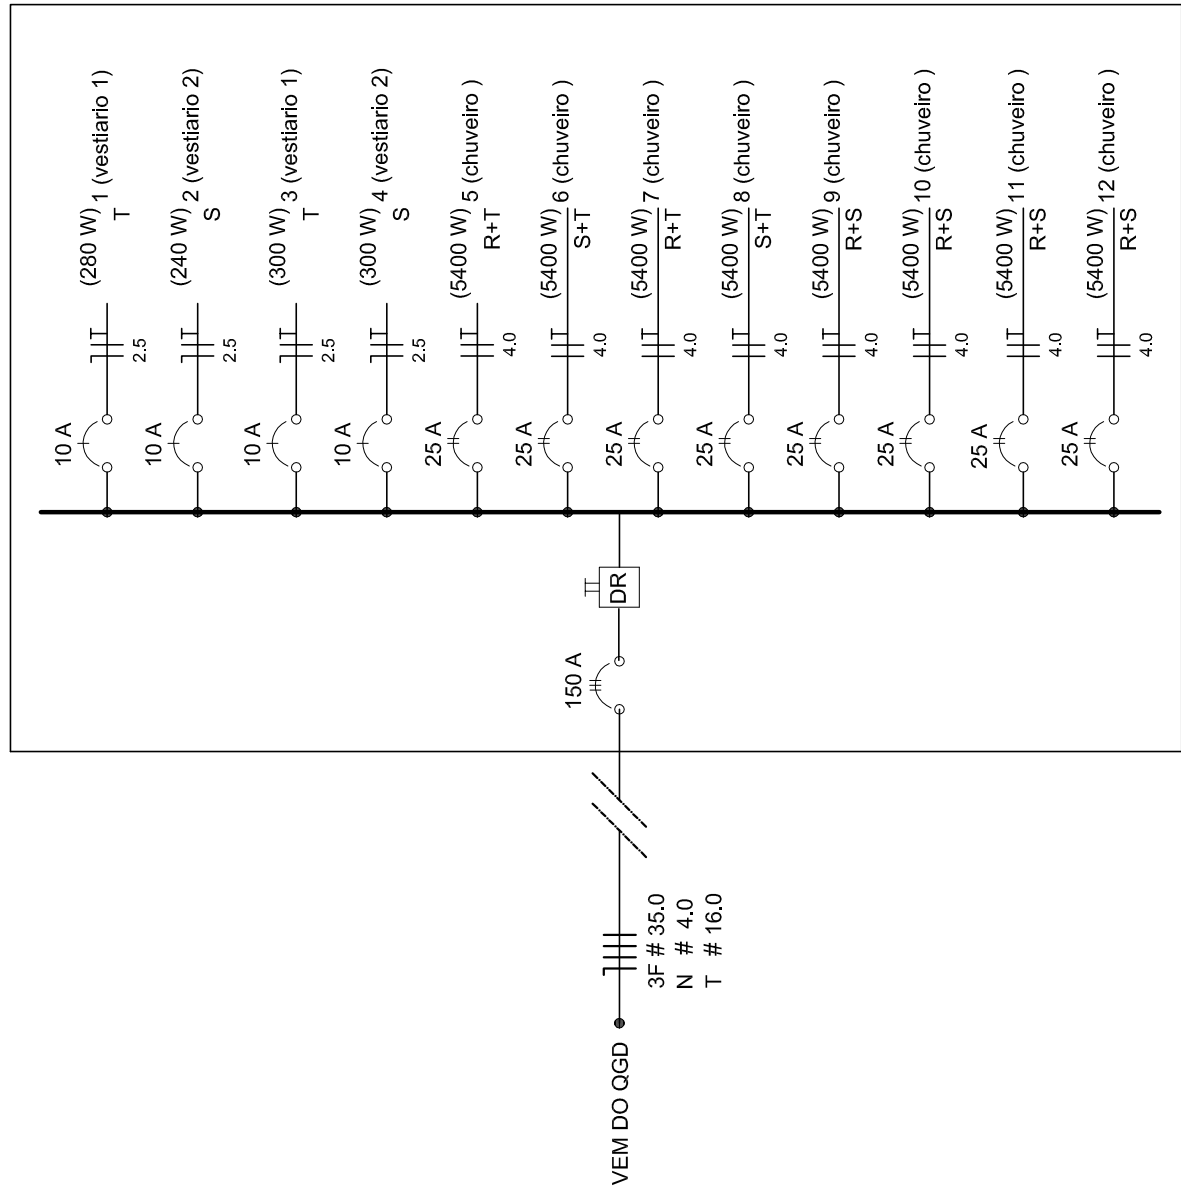 10 A
2.5
(280 W) 1 (vestiario 1)
T
T
10 A
2.5
(240 W) 2 (vestiario 2)
S
T
10 A
2.5
(300 W) 3 (vestiario 1)
T
T
10 A
2.5
(300 W) 4 (vestiario 2)
S
T
25 A
4.0
(5400 W) 5 (chuveiro )
R+T
T
25 A
4.0
(5400 W) 6 (chuveiro )
S+T
T
25 A
4.0
(5400 W) 7 (chuveiro )
R+T
T
25 A
4.0
(5400 W) 8 (chuveiro )
S+T
T
25 A
4.0
(5400 W) 9 (chuveiro )
R+S
T
25 A
4.0
(5400 W) 10 (chuveiro )
R+S
T
25 A
4.0
(5400 W) 11 (chuveiro )
R+S
T
25 A
4.0
(5400 W) 12 (chuveiro )
R+S
T
DR
150 A
3F # 35.0
N # 4.0
T # 16.0
VEM DO QGD